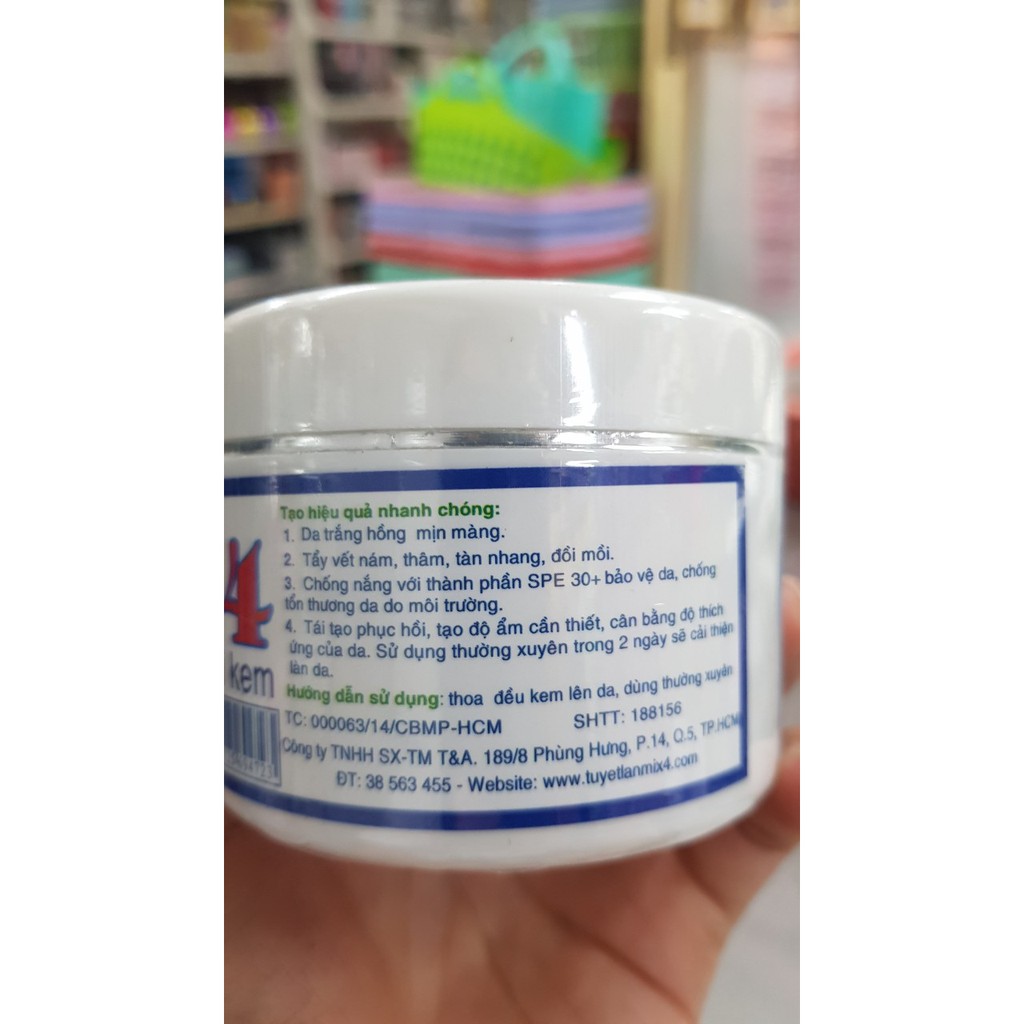 Tạo hiệu quả nhanh chóng:
1. Da trắng hồng mịn màng.
2. Tẩy vết nám, thâm, tàn nhang, đồi mồi.
3. Chống nắng với thành phần SPE 30+ bảo vệ da, chống
tổn thương da do môi trường.
4. Tái tạo phục hồi, tạo độ ẩm cần thiết, cân bằng độ thích
ứng của da. Sử dụng thường xuyên trong 2 ngày sẽ cải thiện
làn da.
Hướng dẫn sử dụng: thoa đều kem lên da, dùng thường xuyên
TC: 000063/14/CBMP-HCM SHTT: 188156
Công ty TNHH SX-TM T&A. 189/8 Phùng Hưng, P.14, Q.5, TP.HCM
ĐT: 38 563 455 - Website: www.tuyetlanmix4.com
4
kem